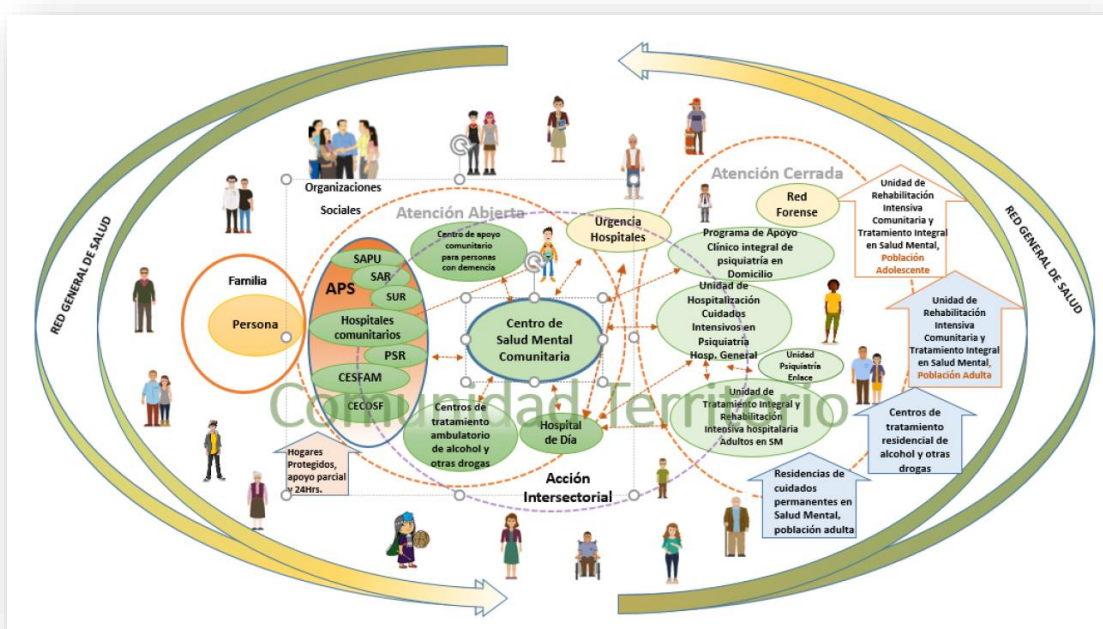 RED GENERAL DE SALUD
Organizaciones
Sociales
Familia
Persona
Atención Abierta
Centro de apoyo
comunitario
para personas
con demencia
APS
SAPU
SAR
SUR
Hospitales
comunitarios
PSR
CESFAM
CECOSF
Centro de
Salud Mental
Comunitaria
Urgencia
Hospitales
Comunidad Territorio
Centros de
tratamiento
ambulatorio
de alcohol y
otras drogas
Hospital
de Día
Hogares
Protegidos,
apoyo parcial
y 24Hrs.
Acción
Intersectorial
Atención Cerrada
Red
Forense
Programa de Apoyo
Clínico integral de
psiquiatría en
Domicilio
Unidad de
Hospitalización
Cuidados
Intensivos en
Psiquiatría
Hosp. General
Unidad
Psiquiatría
Enlace
Unidad de
Tratamiento Integral y
Rehabilitación
Intensiva hospitalaria
Adultos en SM
Unidad de
Rehabilitación
Intensiva
Comunitaria y
Tratamiento Integral
en Salud Mental,
Población
Adolescente
Unidad de
Rehabilitación
Intensiva
Comunitaria y
Tratamiento Integral
en Salud Mental,
Población Adulta
Centros de
tratamiento
residencial de
alcohol y otras
drogas
Residencias de
cuidados
permanentes en
Salud Mental,
población adulta
RED GENERAL DE SALUD